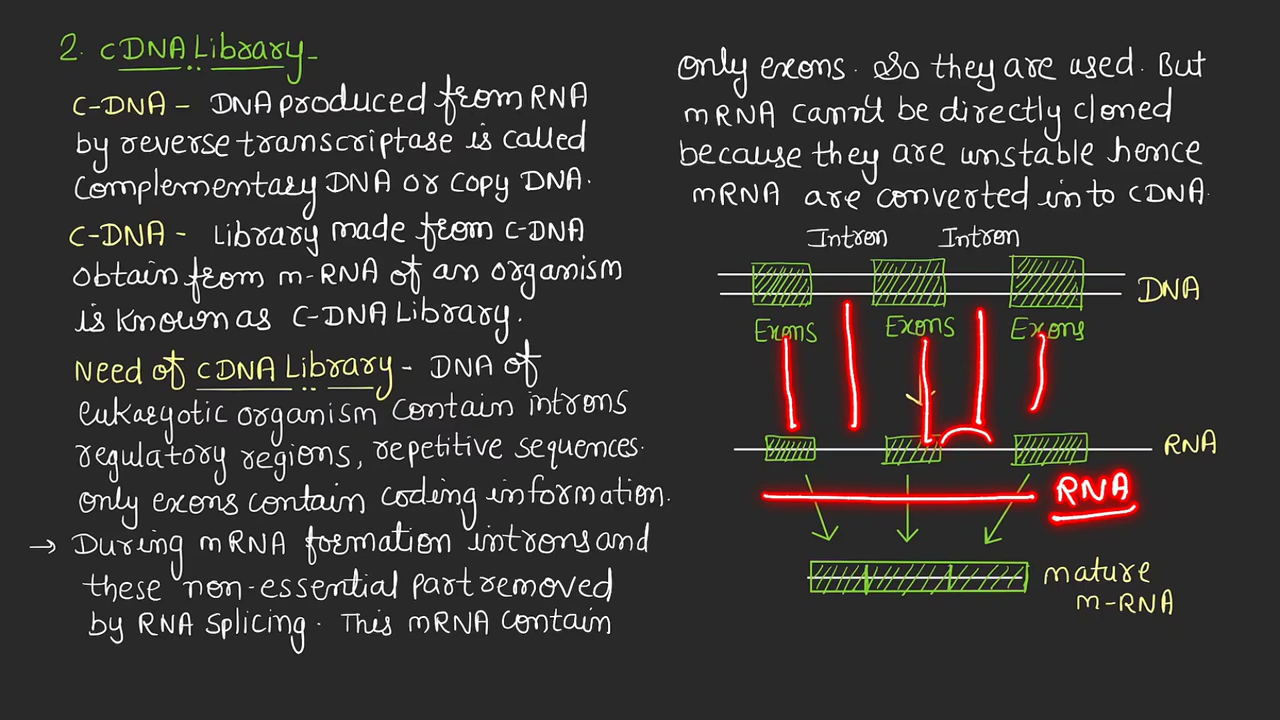 2. cDNA Library-
C-DNA - DNA produced from RNA
by reverse transcriptase is called
Complementary DNA or Copy DNA.
C-DNA - Library made from C-DNA
obtain from m-RNA of an organism
is known as C-DNA Library.
Need of cDNA Library - DNA of
eukaryotic organism contain introns
regulatory regions, repetitive sequences.
only exons contain coding information.
→ During mRNA formation introns and
these non-essential part removed
by RNA Splicing. This mRNA contain
only exons. So they are used. But
mRNA cann't be directly cloned
because they are unstable hence
mRNA are converted in to cDNA.
Intron Intron
DNA
Exons Exons Exons
RNA
RNA
mature
m-RNA